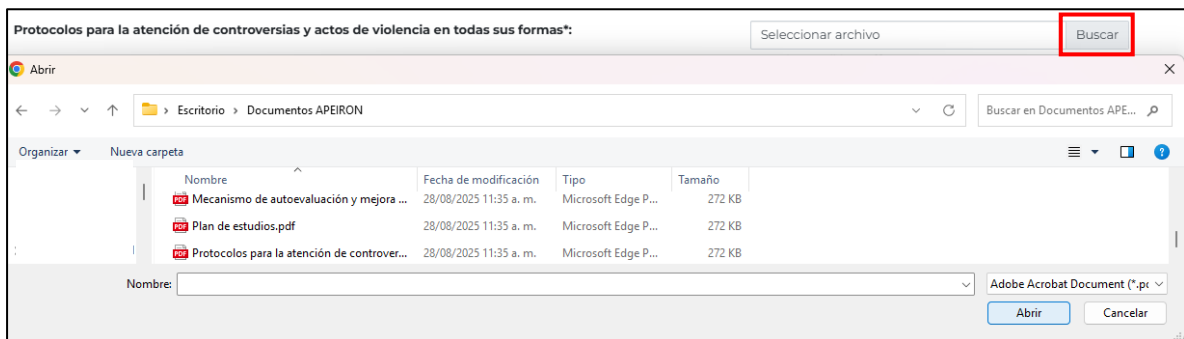 Protocolos para la atención de controversias y actos de violencia en todas sus formas*: Seleccionar archivo Buscar
Abrir
Escritorio > Documentos APEIRON Buscar en Documentos APE...
Organizar Nueva carpeta
Nombre Fecha de modificación Tipo Tamaño
PDF Mecanismo de autoevaluación y mejora ... 28/08/2025 11:35 a. m. Microsoft Edge P... 272 KB
PDF Plan de estudios.pdf 28/08/2025 11:35 a. m. Microsoft Edge P... 272 KB
PDF Protocolos para la atención de controver... 28/08/2025 11:35 a. m. Microsoft Edge P... 272 KB
Nombre: Adobe Acrobat Document (*.pc
Abrir Cancelar